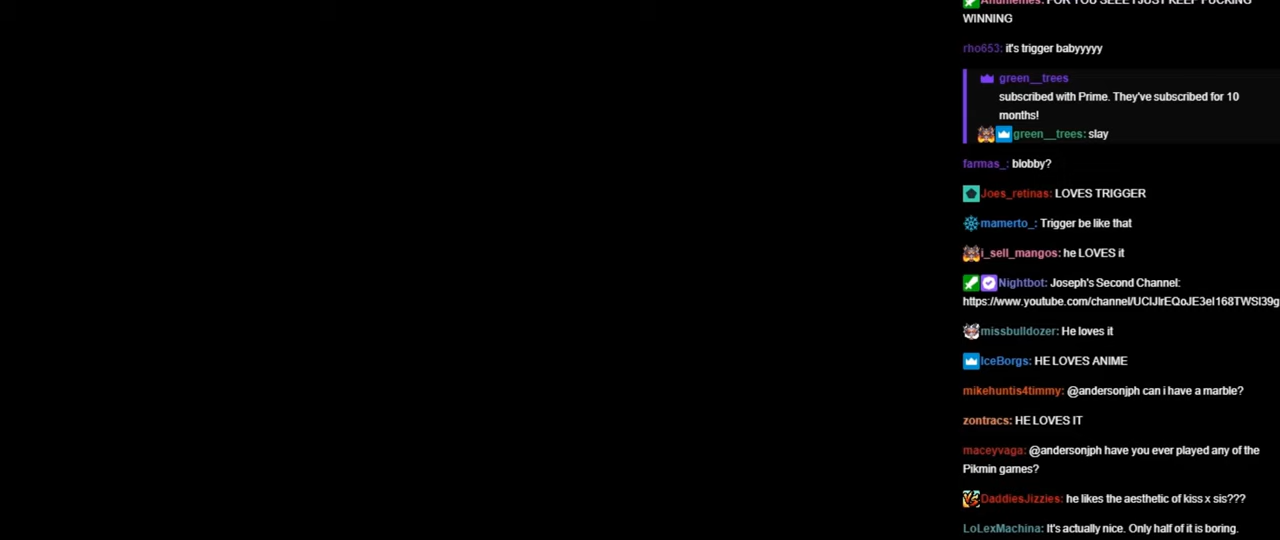 Anumemes: FOR YOU SEEE I JUST KEEP FUCKING
WINNING
rho653: it's trigger babyyyyy
green__trees
subscribed with Prime. They've subscribed for 10
months!
green__trees: slay
farmas_: blobby?
Joes_retinas: LOVES TRIGGER
mamerto_: Trigger be like that
i_sell_mangos: he LOVES it
Nightbot: Joseph's Second Channel:
https://www.youtube.com/channel/UCIJlrEQoJE3el168TWSl39g
missbulldozer: He loves it
IceBorgs: HE LOVES ANIME
mikehuntis4timmy: @andersonjph can i have a marble?
zontracs: HE LOVES IT
maceyvaga: @andersonjph have you ever played any of the
Pikmin games?
DaddiesJizzies: he likes the aesthetic of kiss x sis???
LoLexMachina: It's actually nice. Only half of it is boring.